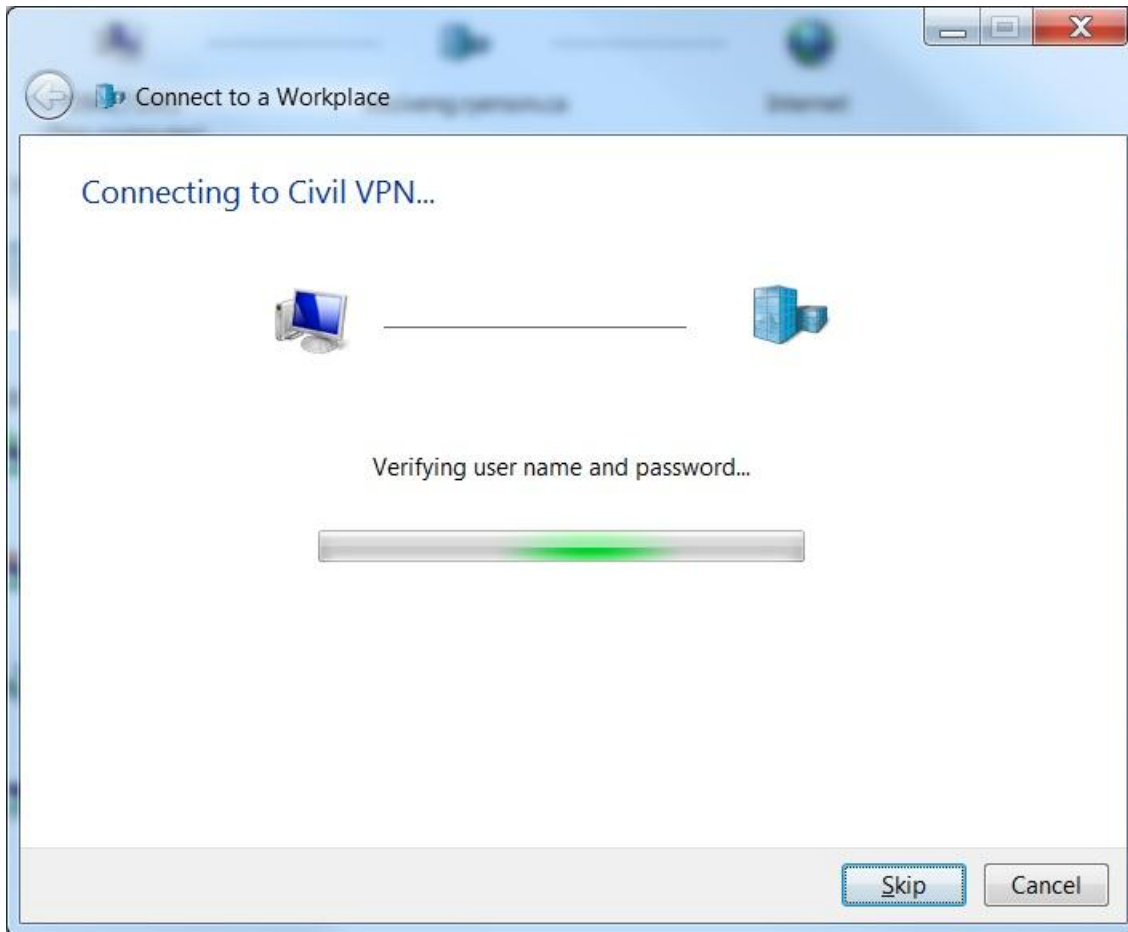 Connect to a Workplace
Connecting to Civil VPN...
Verifying user name and password...
Skip
Cancel